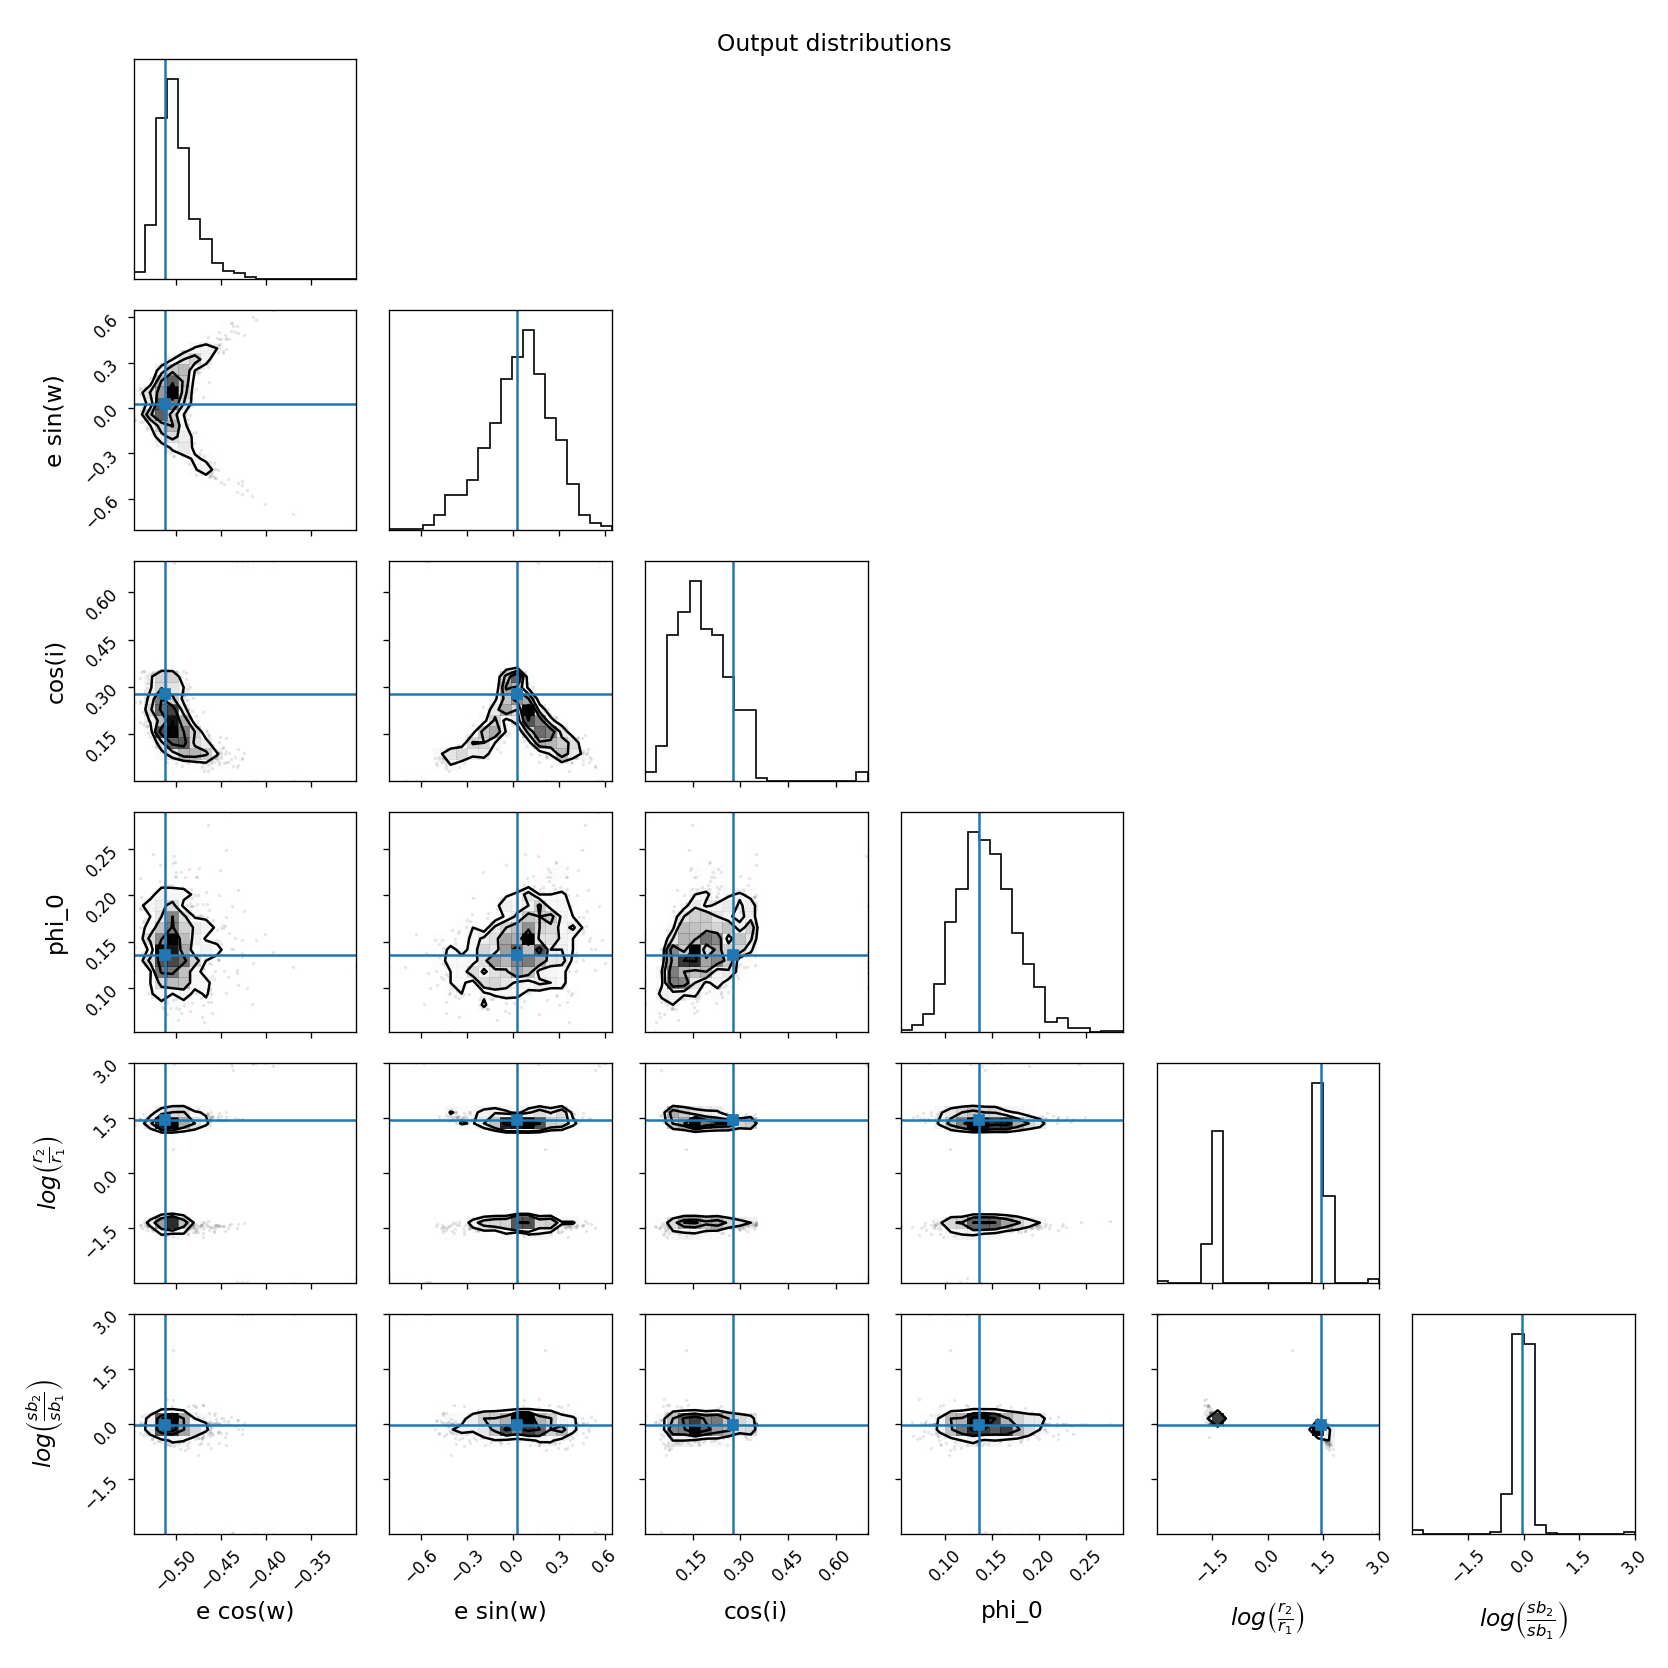 Output distributions
e sin(w)
0.6
0.3
0.0
−0.3
−0.6
cos(i)
0.60
0.45
0.30
0.15
phi_0
0.25
0.20
0.15
0.10
log(r₂/r₁)
3.0
1.5
0.0
−1.5
log(sb₂/sb₁)
3.0
1.5
0.0
−1.5
−0.50 −0.45 −0.40 −0.35
−0.6 −0.3 0.0 0.3 0.6
0.15 0.30 0.45 0.60
0.10 0.15 0.20 0.25
−1.5 0.0 1.5 3.0
−1.5 0.0 1.5 3.0
e cos(w)
e sin(w)
cos(i)
phi_0
log(r₂/r₁)
log(sb₂/sb₁)